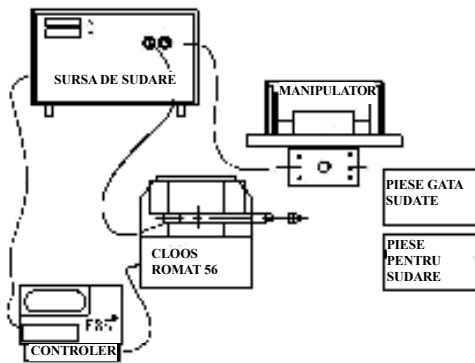 SURSA DE SUDARE
MANIPULATOR
PIESE GATA
SUDATE
CLOOS
ROMAT 56
PIESE
PENTRU
SUDARE
CONTROLER